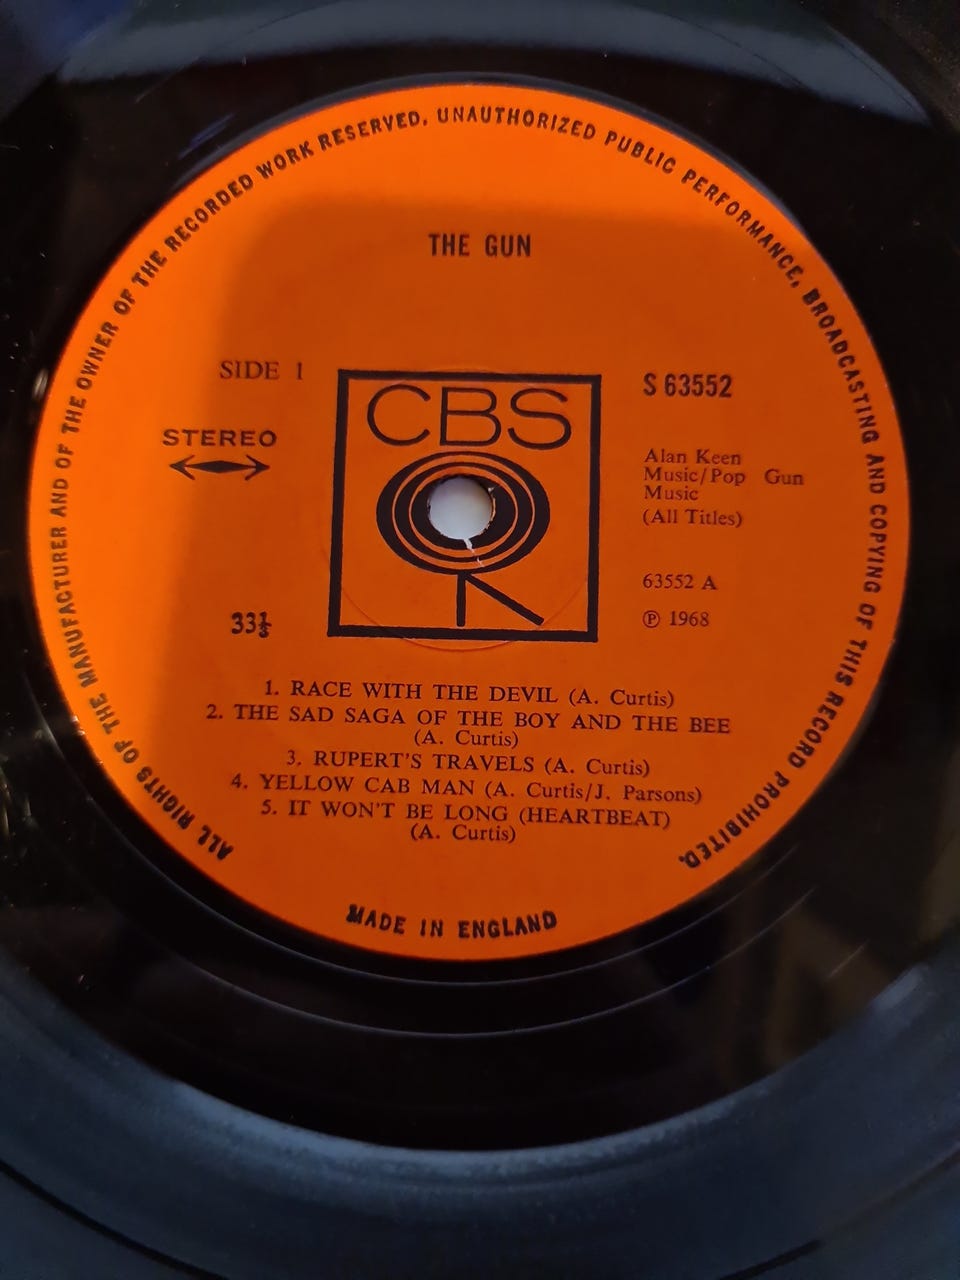 ALL RIGHTS OF THE MANUFACTURER AND OF THE OWNER OF THE RECORDED WORK RESERVED. UNAUTHORIZED PUBLIC PERFORMANCE, BROADCASTING AND COPYING OF THIS RECORD PROHIBITED.
THE GUN
SIDE 1
STEREO
33⅓
CBS
S 63552
Alan Keen
Music/Pop Gun
Music
(All Titles)
63552 A
℗ 1968
1. RACE WITH THE DEVIL (A. Curtis)
2. THE SAD SAGA OF THE BOY AND THE BEE
(A. Curtis)
3. RUPERT'S TRAVELS (A. Curtis)
4. YELLOW CAB MAN (A. Curtis/J. Parsons)
5. IT WON'T BE LONG (HEARTBEAT)
(A. Curtis)
MADE IN ENGLAND